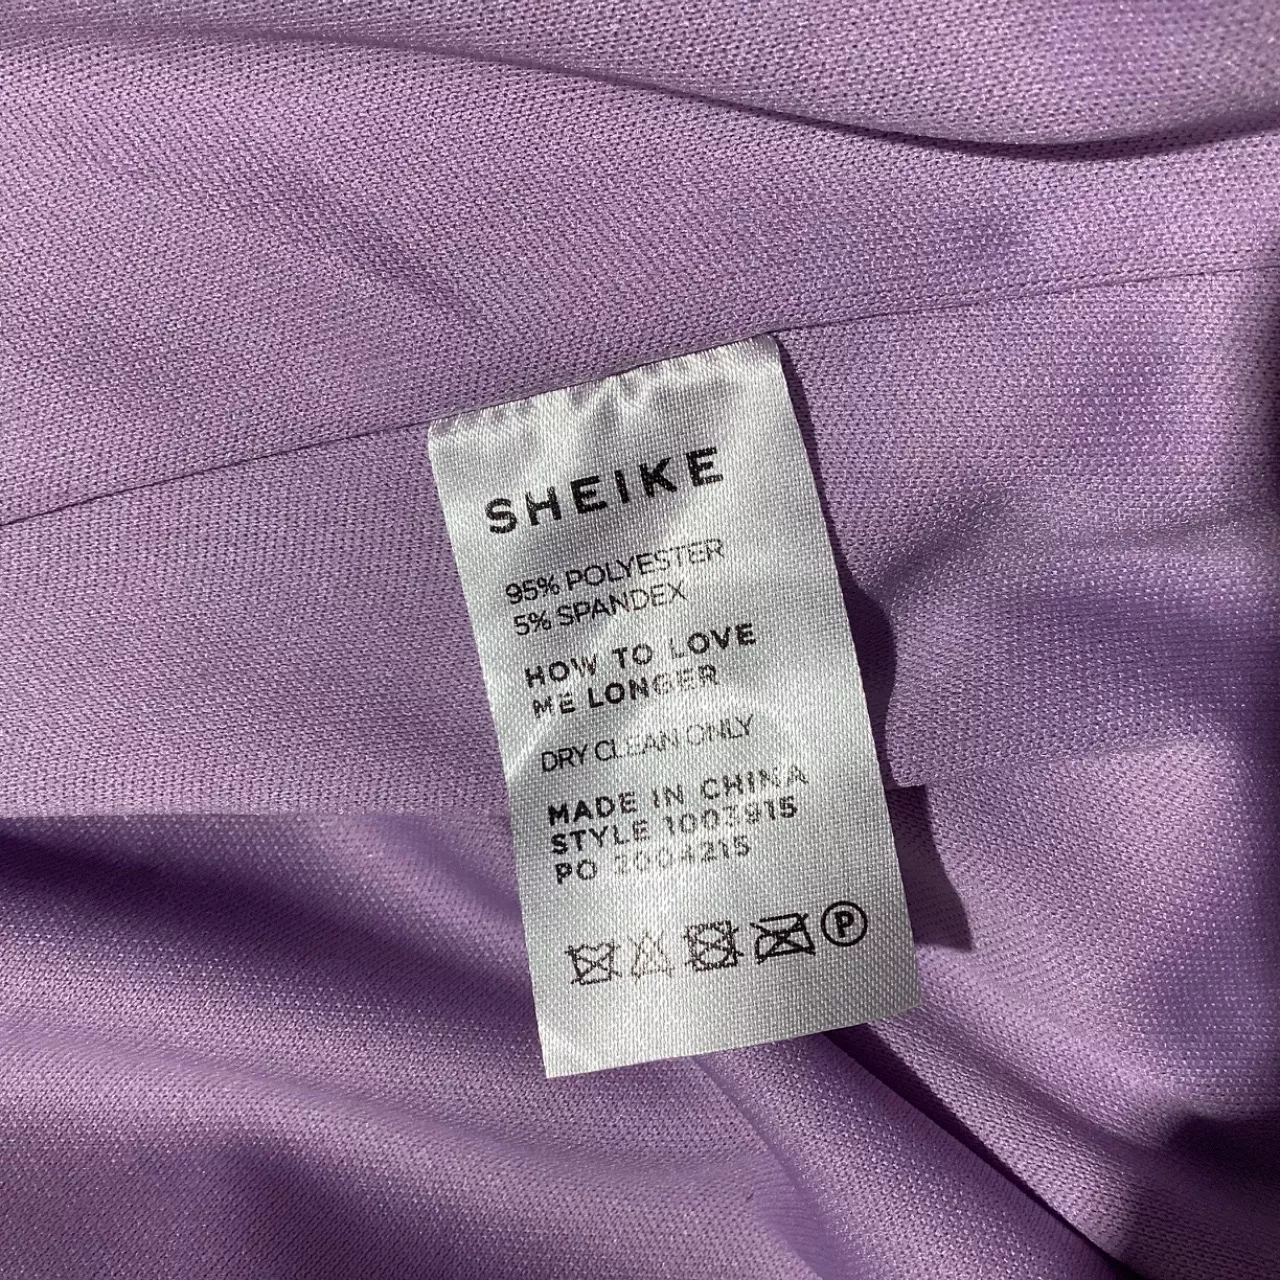 SHEIKE
95% POLYESTER
5% SPANDEX
HOW TO LOVE
ME LONGER
DRY CLEAN ONLY
MADE IN CHINA
STYLE 1003915
PO 2004215
P